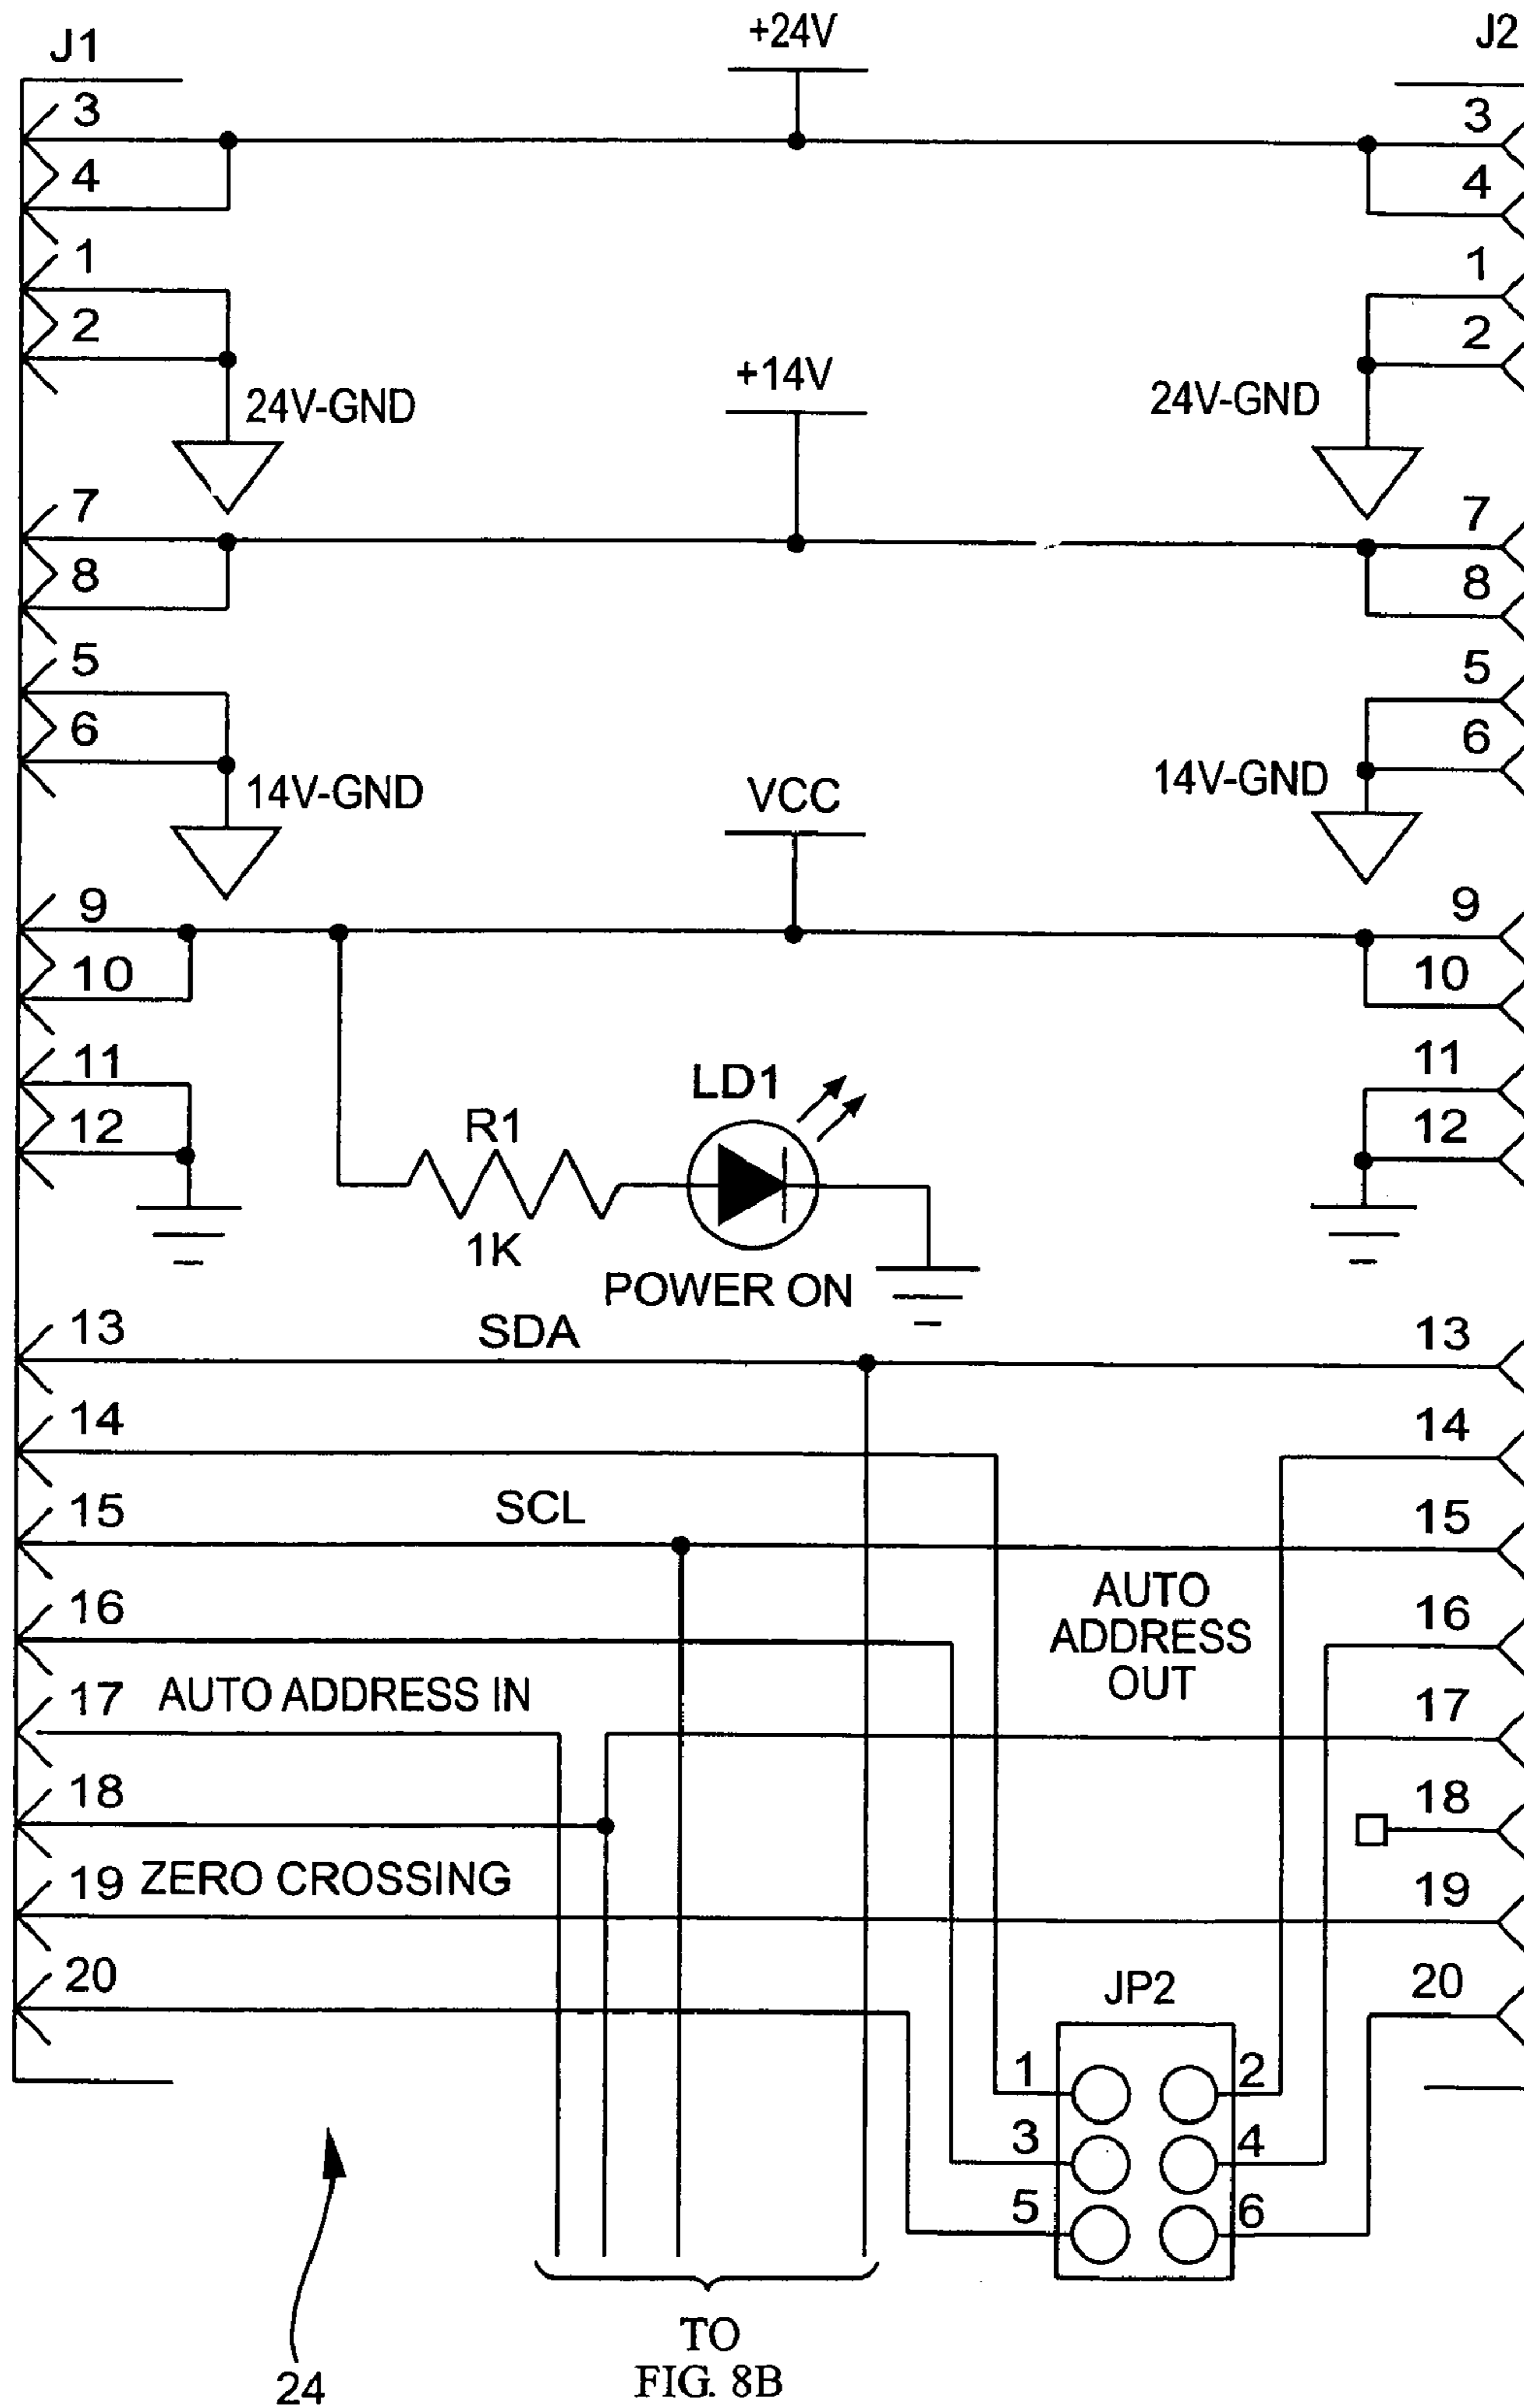 J1 +24V J2
3 3
4 4
1 1
2 2
24V-GND +14V 24V-GND
7 7
8 8
5 5
6 6
14V-GND VCC 14V-GND
9 9
10 10
11 11
LD1
12 R1 12
1K
POWER ON
13 SDA 13
14 14
15 SCL 15
AUTO
16 ADDRESS 16
OUT
17 AUTO ADDRESS IN 17
18 18
19 ZERO CROSSING 19
20 JP2 20
1 2
3 4
5 6
TO
24 FIG. 8B